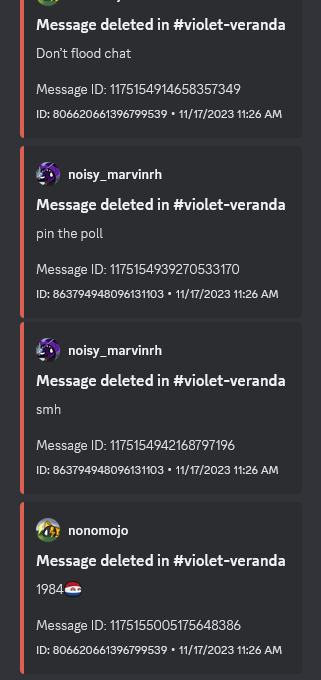 Message deleted in #violet-veranda
Don't flood chat
Message ID: 1175154914658357349
ID: 806620661396799539 • 11/17/2023 11:26 AM
noisy_marvinrh
Message deleted in #violet-veranda
pin the poll
Message ID: 1175154939270533170
ID: 863794948096131103 • 11/17/2023 11:26 AM
noisy_marvinrh
Message deleted in #violet-veranda
smh
Message ID: 1175154942168797196
ID: 863794948096131103 • 11/17/2023 11:26 AM
nonomojo
Message deleted in #violet-veranda
1984
Message ID: 1175155005175648386
ID: 806620661396799539 • 11/17/2023 11:26 AM